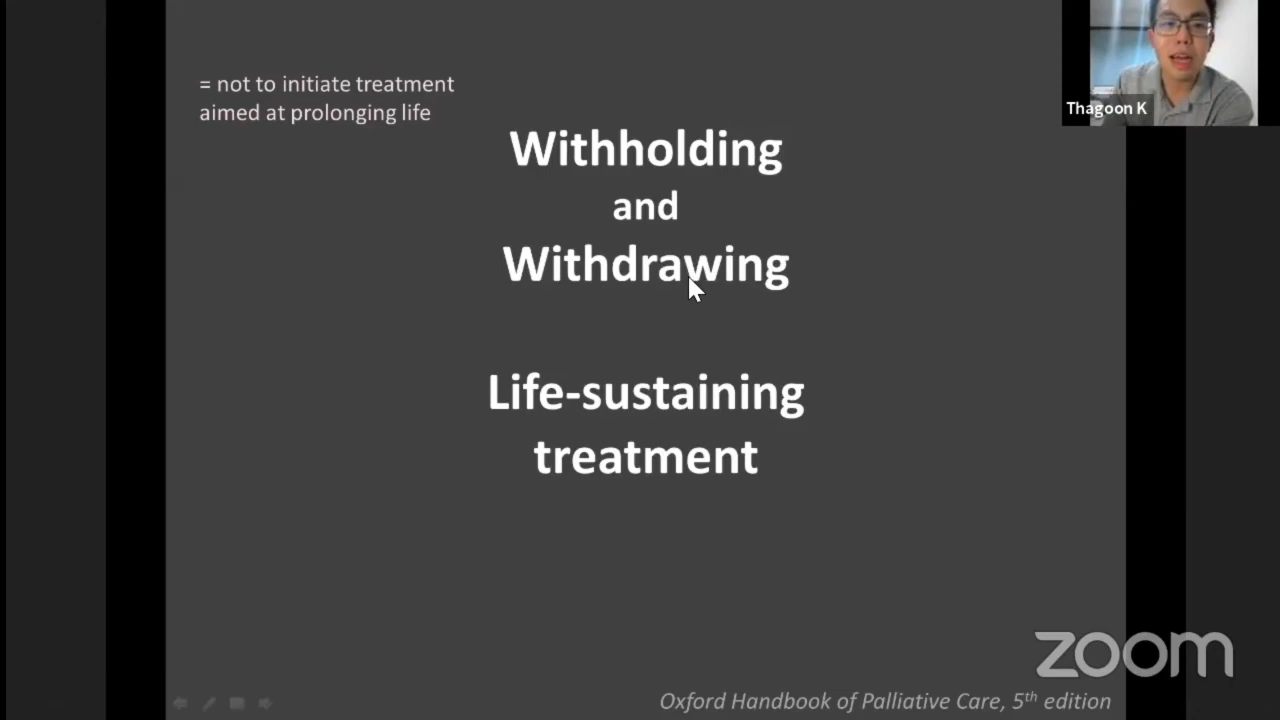 = not to initiate treatment
aimed at prolonging life
Thagoon K
Withholding
and
Withdrawing
Life-sustaining
treatment
zoom
Oxford Handbook of Palliative Care, 5th edition